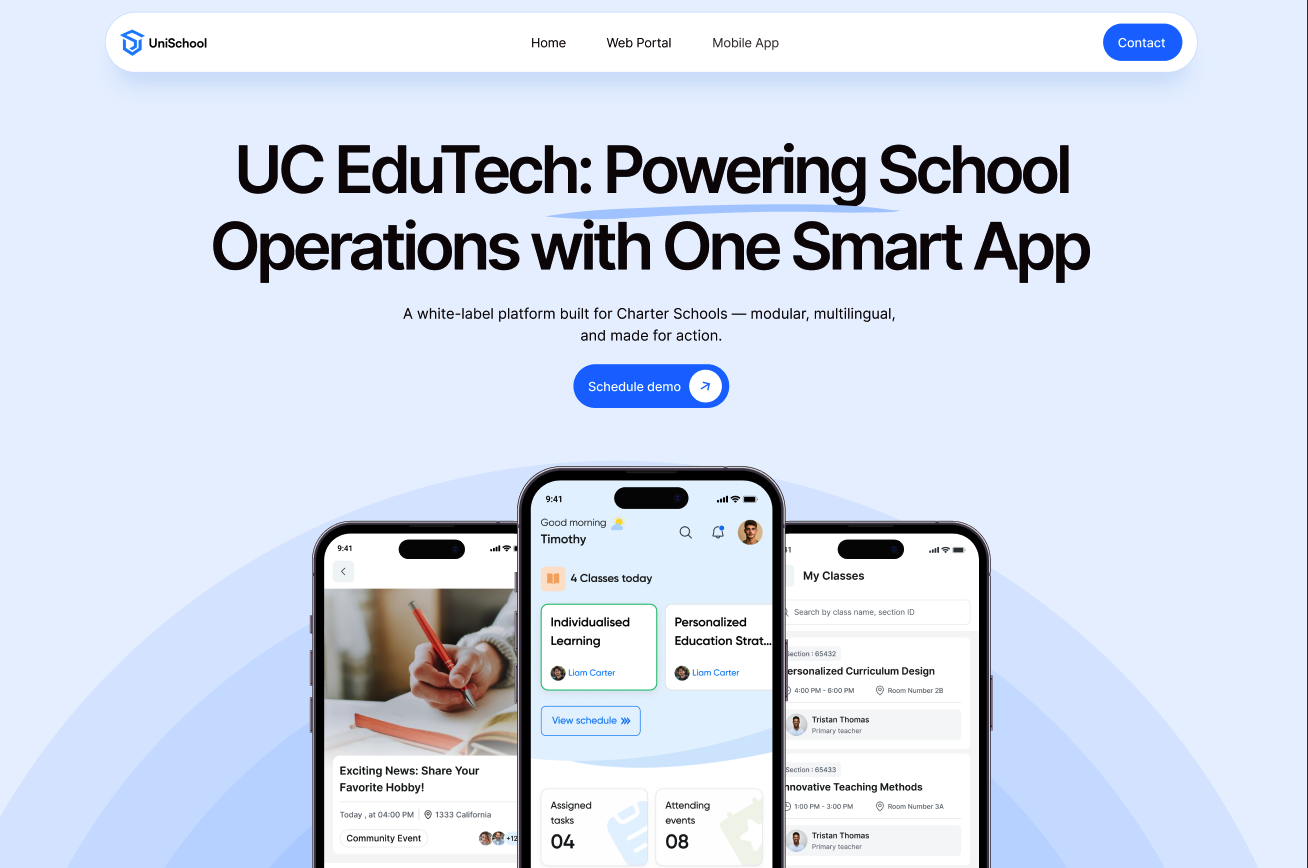 UniSchool
Home
Web Portal
Mobile App
Contact
UC EduTech: Powering School
Operations with One Smart App
A white-label platform built for Charter Schools — modular, multilingual,
and made for action.
Schedule demo
9:41
Exciting News: Share Your
Favorite Hobby!
Today , at 04:00 PM
1333 California
Community Event
+12
9:41
Good morning
Timothy
4 Classes today
Individualised
Learning
Liam Carter
Personalized
Education Strat...
Liam Carter
View schedule
Assigned
tasks
04
Attending
events
08
41
My Classes
Search by class name, section ID
Section : 65432
ersonalized Curriculum Design
4:00 PM - 6:00 PM
Room Number 2B
Tristan Thomas
Primary teacher
Section : 65433
nnovative Teaching Methods
1:00 PM - 3:00 PM
Room Number 3A
Tristan Thomas
Primary teacher